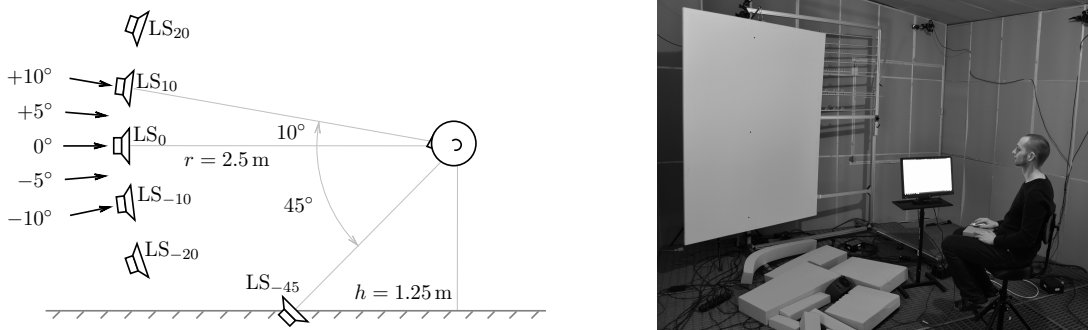 LS20
+10°
LS10
+5°
0°
LS0
10°
r = 2.5 m
−5°
−10°
LS−10
45°
LS−20
LS−45
h = 1.25 m